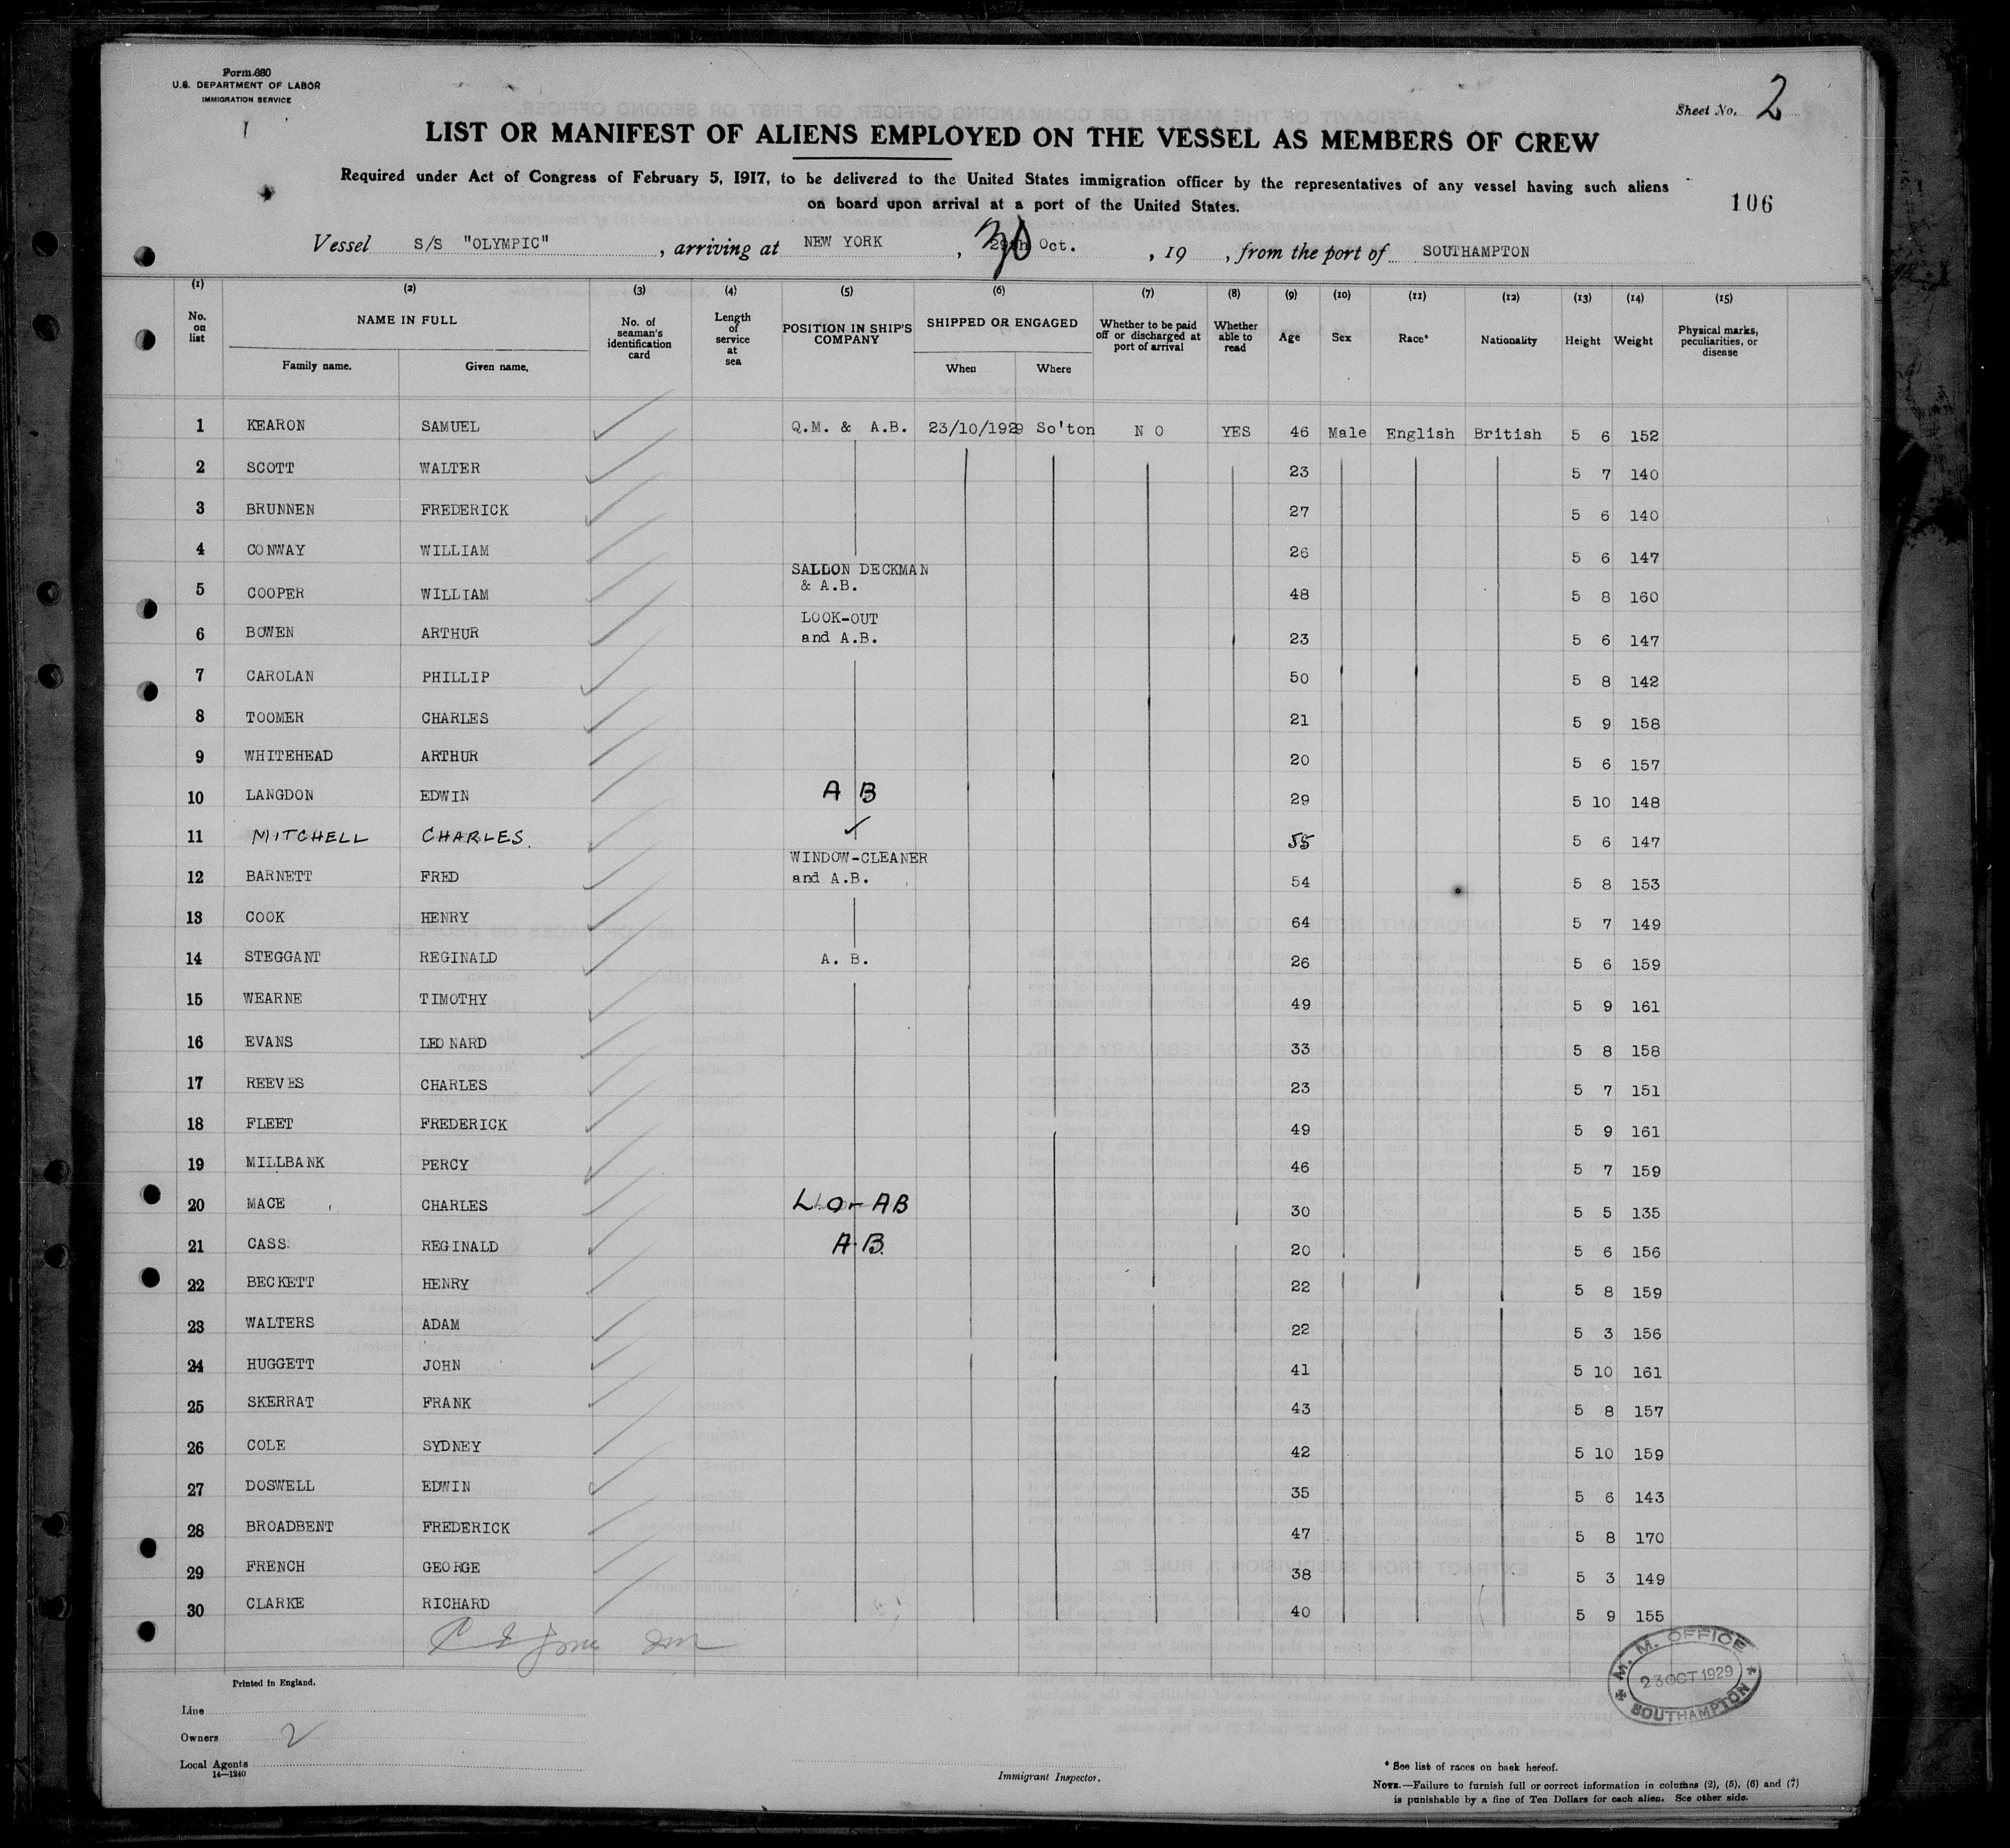 Form 680
U.S. DEPARTMENT OF LABOR
IMMIGRATION SERVICE
Sheet No. 2
LIST OR MANIFEST OF ALIENS EMPLOYED ON THE VESSEL AS MEMBERS OF CREW
Required under Act of Congress of February 5, 1917, to be delivered to the United States immigration officer by the representatives of any vessel having such aliens
on board upon arrival at a port of the United States.
106
Vessel S/S "OLYMPIC", arriving at NEW YORK, 30 Oct., 19 , from the port of SOUTHAMPTON
(1) (2) (3) (4) (5) (6) (7) (8) (9) (10) (11) (12) (13) (14) (15)
No. on list NAME IN FULL Family name. Given name. No. of seaman's identification card Length of service at sea POSITION IN SHIP'S COMPANY SHIPPED OR ENGAGED When Where Whether to be paid off or discharged at port of arrival Whether able to read Age Sex Race* Nationality Height Weight Physical marks, peculiarities, or disease
1 KEARON SAMUEL Q.M. & A.B. 23/10/1929 So'ton N O YES 46 Male English British 5 6 152
2 SCOTT WALTER 23 5 7 140
3 BRUNNEN FREDERICK 27 5 6 140
4 CONWAY WILLIAM 26 5 6 147
5 COOPER WILLIAM SALOON DECKMAN & A.B. 48 5 8 160
6 BOWEN ARTHUR LOOK-OUT and A.B. 23 5 6 147
7 CAROLAN PHILLIP 50 5 8 142
8 TOOMER CHARLES 21 5 9 158
9 WHITEHEAD ARTHUR 20 5 6 157
10 LANGDON EDWIN A B 29 5 10 148
11 MITCHELL CHARLES. 55 5 6 147
12 BARNETT FRED WINDOW-CLEANER and A.B. 54 5 8 153
13 COOK HENRY 64 5 7 149
14 STEGGANT REGINALD A. B. 26 5 6 159
15 WEARNE TIMOTHY 49 5 9 161
16 EVANS LEONARD 33 5 8 158
17 REEVES CHARLES 23 5 7 151
18 FLEET FREDERICK 49 5 9 161
19 MILLBANK PERCY 46 5 7 159
20 MACE CHARLES L.O - AB 30 5 5 135
21 CASS REGINALD A.B. 20 5 6 156
22 BECKETT HENRY 22 5 8 159
23 WALTERS ADAM 22 5 3 156
24 HUGGETT JOHN 41 5 10 161
25 SKERRAT FRANK 43 5 8 157
26 COLE SYDNEY 42 5 10 159
27 DOSWELL EDWIN 35 5 6 143
28 BROADBENT FREDERICK 47 5 8 170
29 FRENCH GEORGE 38 5 3 149
30 CLARKE RICHARD 40 5 9 155
M. M. OFFICE
23 OCT 1929
SOUTHAMPTON
Printed in England.
Line
Owners 2
Local Agents
14—1240
Immigrant Inspector.
* See list of races on back hereof.
NOTE.—Failure to furnish full or correct information in columns (2), (5), (6) and (7)
is punishable by a fine of Ten Dollars for each alien. See other side.